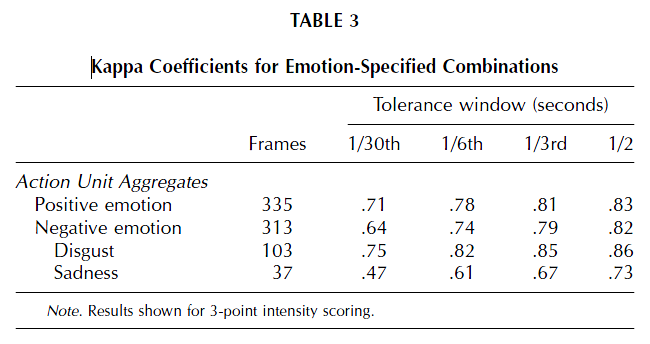 TABLE 3
Kappa Coefficients for Emotion-Specified Combinations
Tolerance window (seconds)
Frames 1/30th 1/6th 1/3rd 1/2
Action Unit Aggregates
Positive emotion 335 .71 .78 .81 .83
Negative emotion 313 .64 .74 .79 .82
Disgust 103 .75 .82 .85 .86
Sadness 37 .47 .61 .67 .73
Note. Results shown for 3-point intensity scoring.